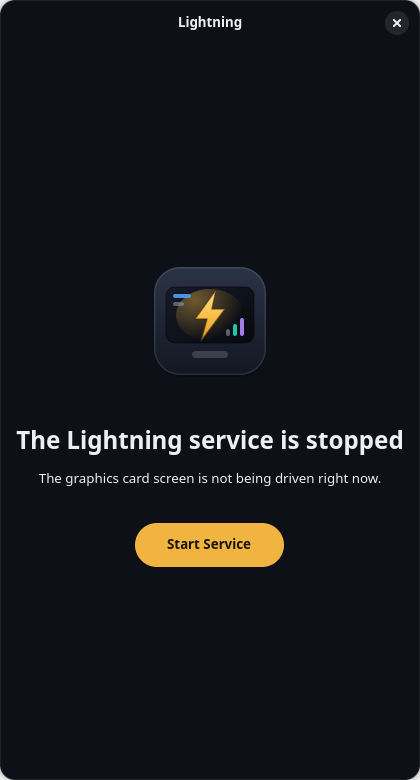 Lightning
The Lightning service is stopped
The graphics card screen is not being driven right now.
Start Service